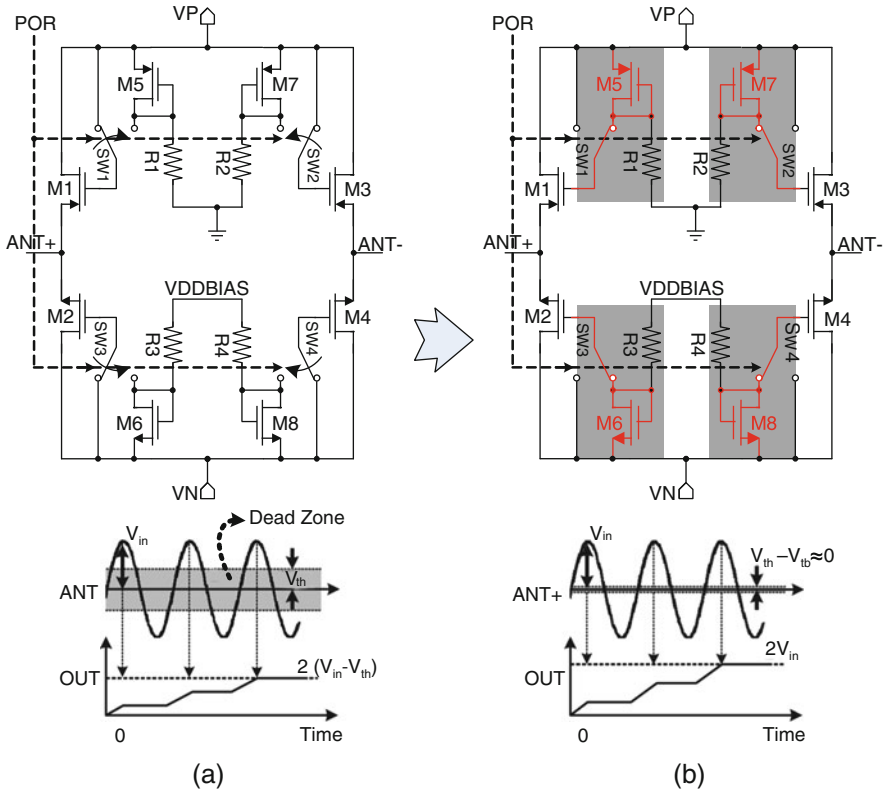 POR
VP
M5
M7
SW1
SW2
R1
R2
M1
M3
ANT+
ANT-
VDDBIAS
M2
M4
SW3
SW4
R3
R4
M6
M8
VN
Dead Zone
Vin
Vth
ANT
OUT
2 (Vin-Vth)
0
Time
(a)
POR
VP
M5
M7
SW1
SW2
R1
R2
M1
M3
ANT+
ANT-
VDDBIAS
M2
M4
SW3
SW4
R3
R4
M6
M8
VN
Vin
Vth –Vtb≈0
ANT+
OUT
2Vin
0
Time
(b)